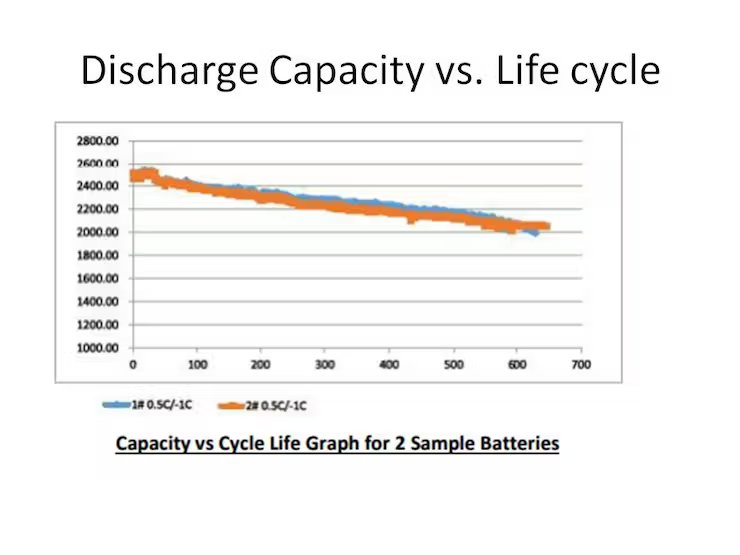 Discharge Capacity vs. Life cycle
2800.00
2600.00
2400.00
2200.00
2000.00
1800.00
1600.00
1400.00
1200.00
1000.00
0 100 200 300 400 500 600 700
1# 0.5C/-1C 2# 0.5C/-1C
Capacity vs Cycle Life Graph for 2 Sample Batteries